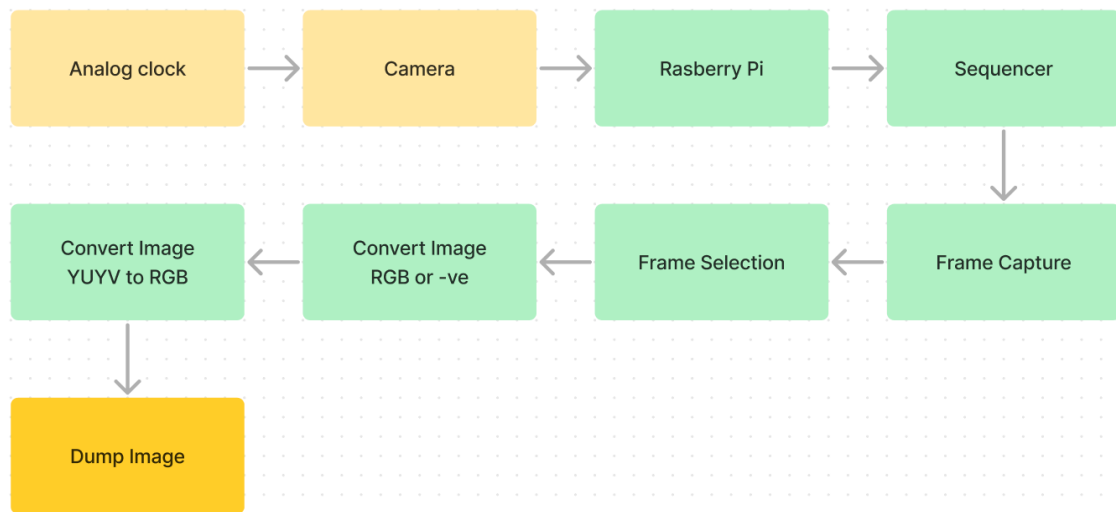 Analog clock
Camera
Rasberry Pi
Sequencer
Convert Image
YUYV to RGB
Convert Image
RGB or -ve
Frame Selection
Frame Capture
Dump Image